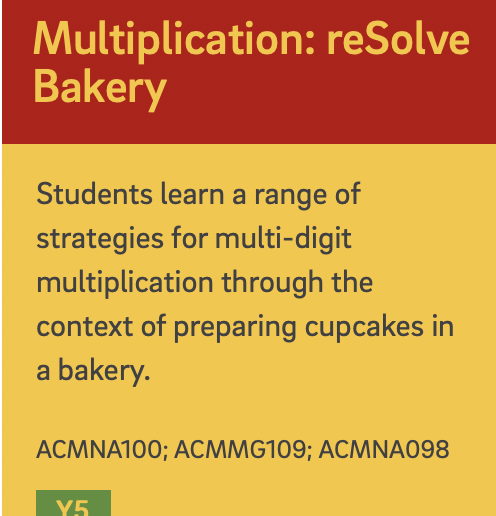 Multiplication: reSolve
Bakery
Students learn a range of
strategies for multi-digit
multiplication through the
context of preparing cupcakes in
a bakery.
ACMNA100; ACMMG109; ACMNA098
Y5